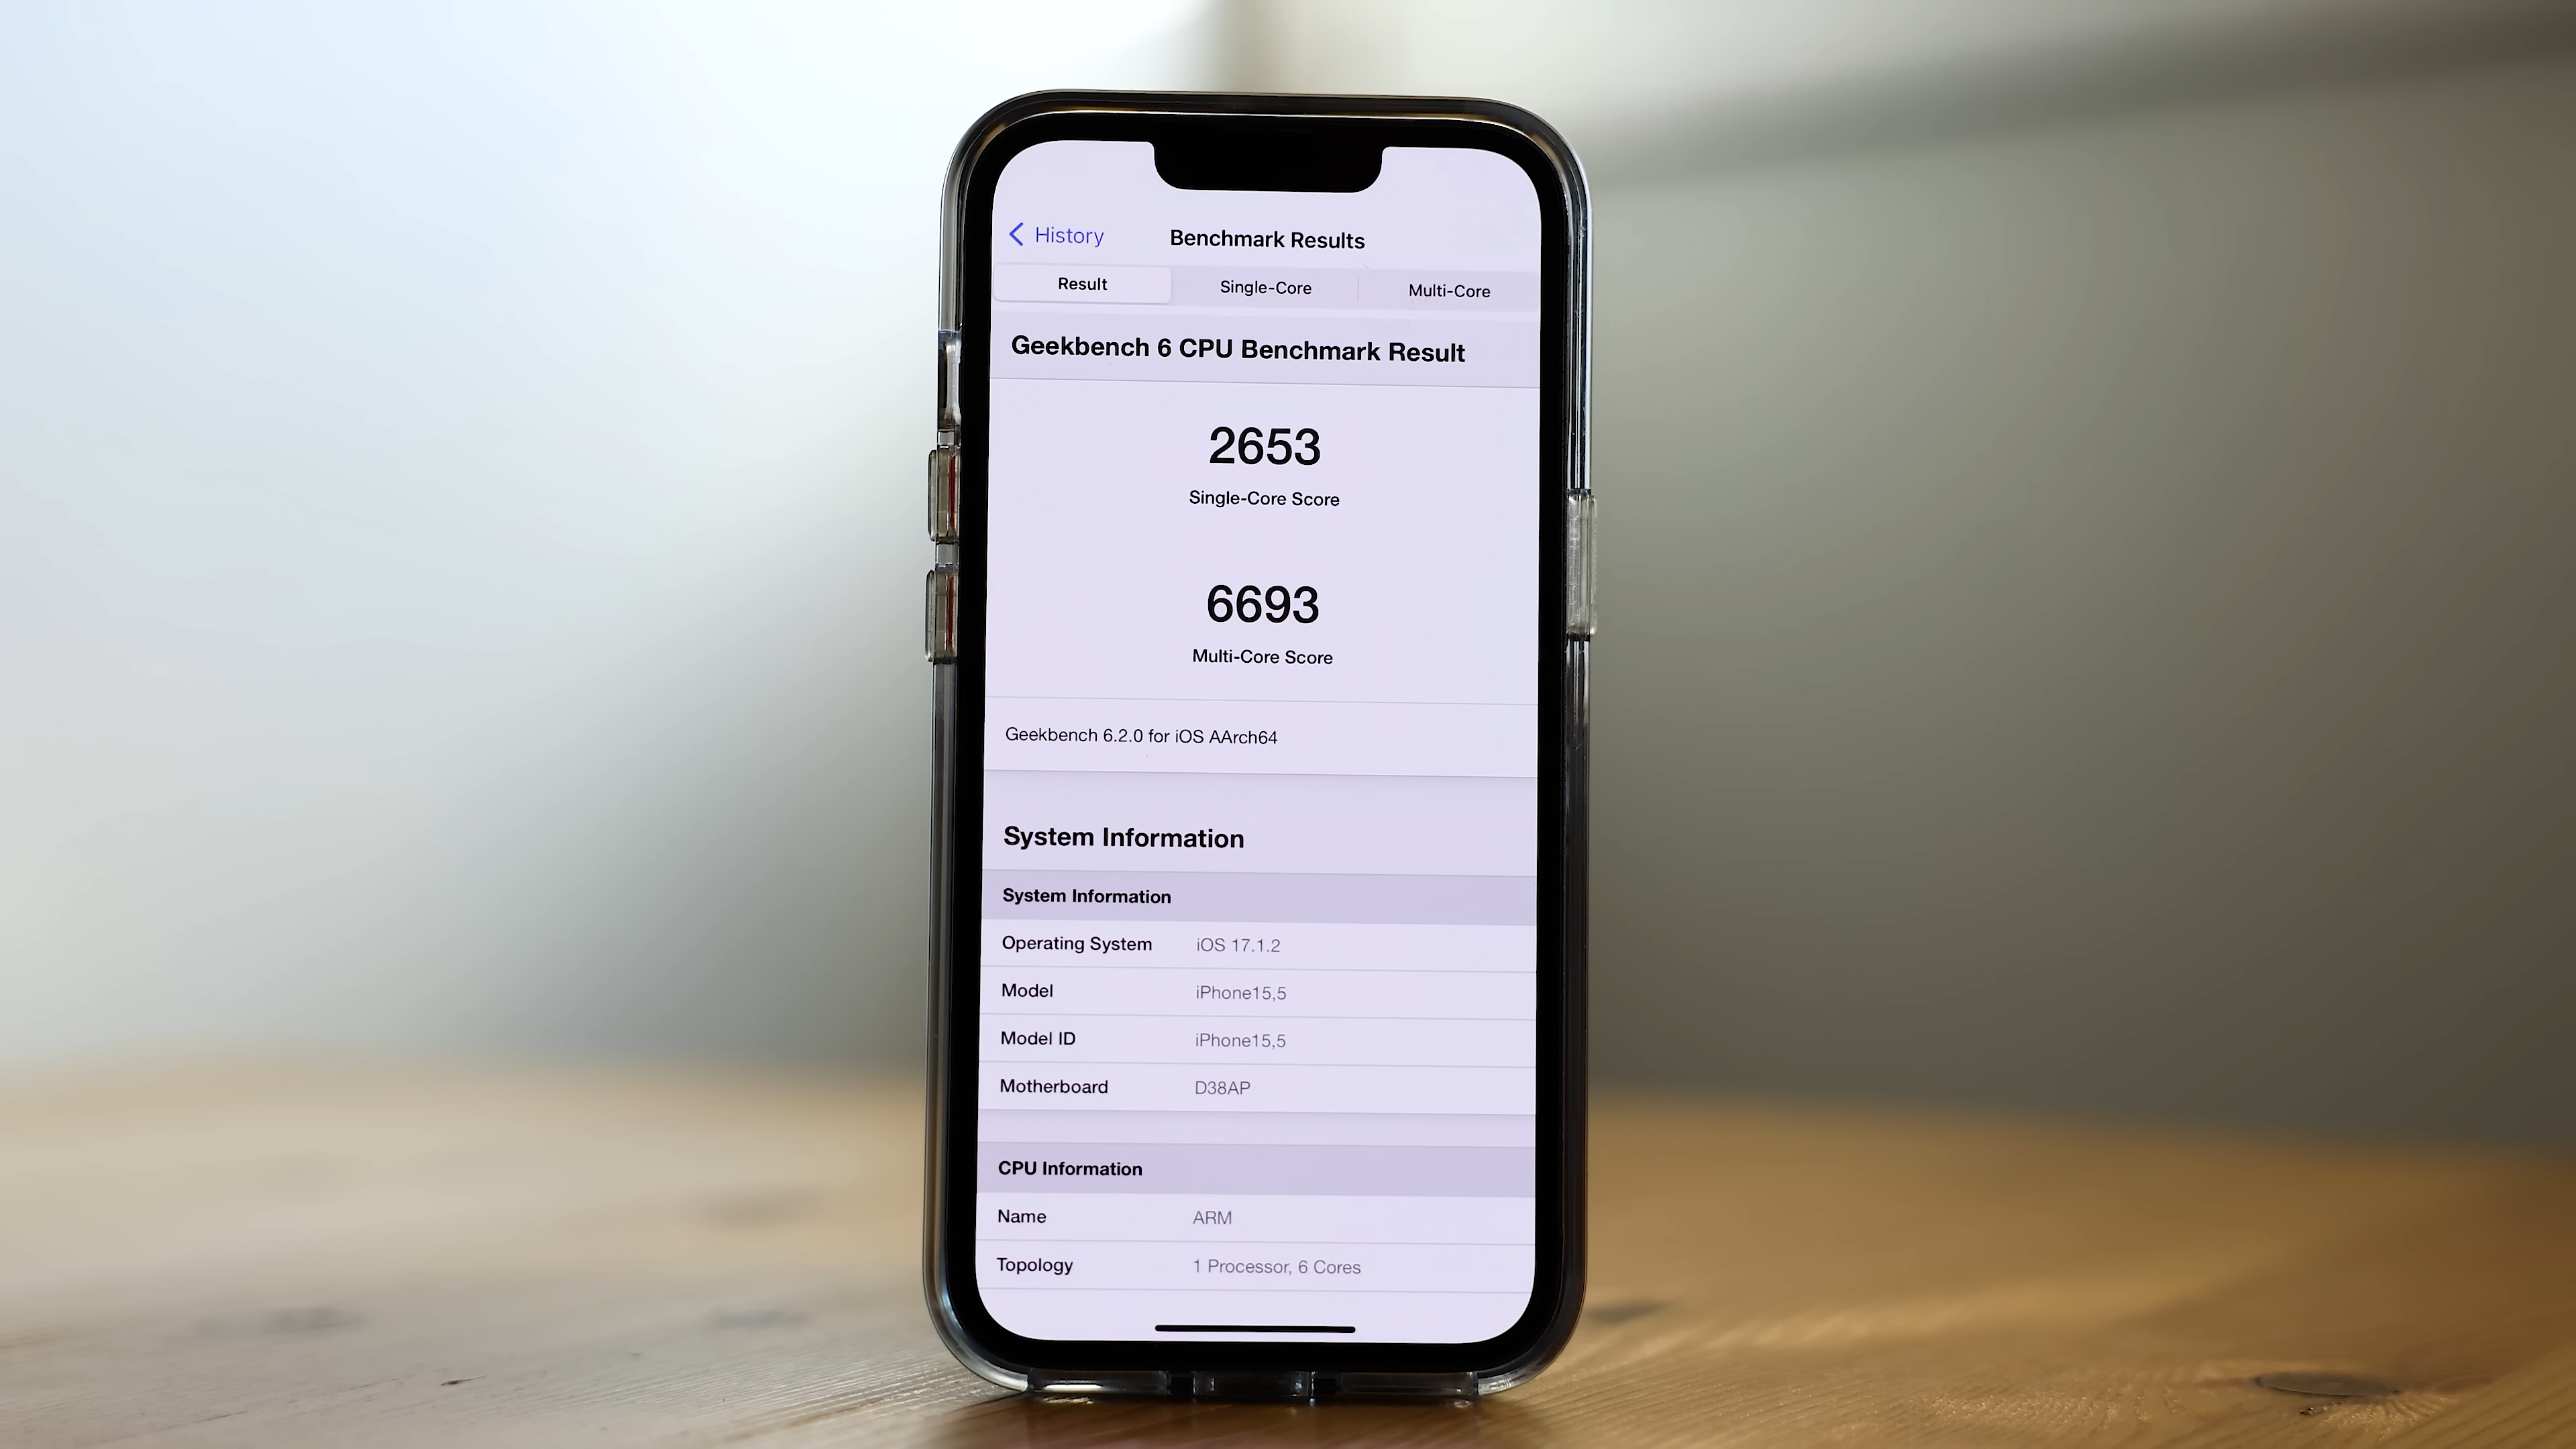 History
Benchmark Results
Result Single-Core Multi-Core
Geekbench 6 CPU Benchmark Result
2653
Single-Core Score
6693
Multi-Core Score
Geekbench 6.2.0 for iOS AArch64
System Information
System Information
Operating System iOS 17.1.2
Model iPhone15,5
Model ID iPhone15,5
Motherboard D38AP
CPU Information
Name ARM
Topology 1 Processor, 6 Cores